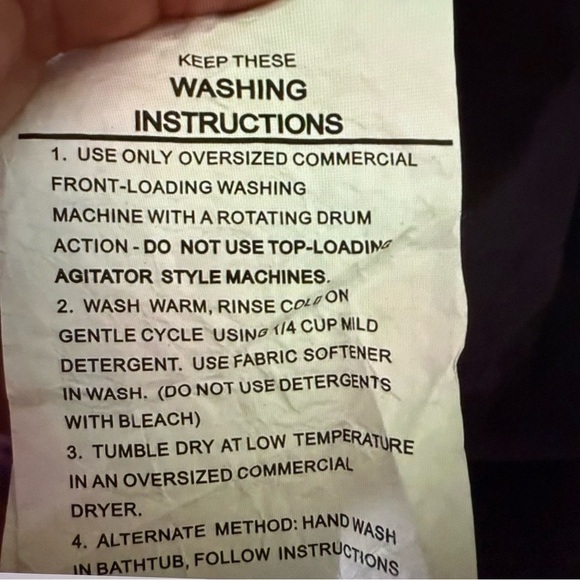 KEEP THESE
WASHING
INSTRUCTIONS
1. USE ONLY OVERSIZED COMMERCIAL
FRONT-LOADING WASHING
MACHINE WITH A ROTATING DRUM
ACTION - DO NOT USE TOP-LOADING
AGITATOR STYLE MACHINES.
2. WASH WARM, RINSE COLD ON
GENTLE CYCLE USING 1/4 CUP MILD
DETERGENT. USE FABRIC SOFTENER
IN WASH. (DO NOT USE DETERGENTS
WITH BLEACH)
3. TUMBLE DRY AT LOW TEMPERATURE
IN AN OVERSIZED COMMERCIAL
DRYER.
4. ALTERNATE METHOD: HAND WASH
IN BATHTUB, FOLLOW INSTRUCTIONS